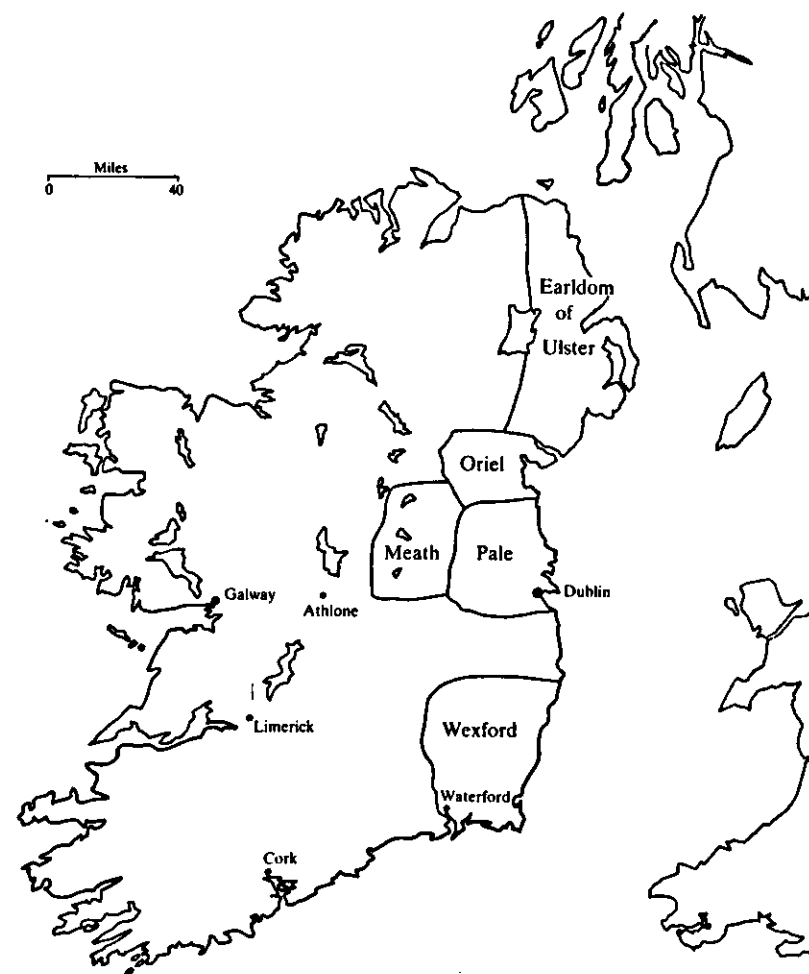 Miles
0 40
Earldom
of
Ulster
Oriel
Meath
Pale
Galway
Athlone
Dublin
Limerick
Wexford
Waterford
Cork